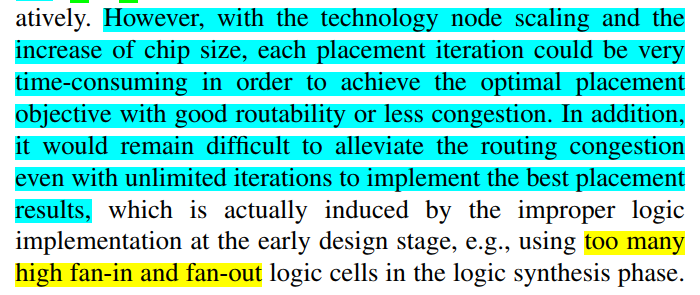 atively. However, with the technology node scaling and the
increase of chip size, each placement iteration could be very
time-consuming in order to achieve the optimal placement
objective with good routability or less congestion. In addition,
it would remain difficult to alleviate the routing congestion
even with unlimited iterations to implement the best placement
results, which is actually induced by the improper logic
implementation at the early design stage, e.g., using too many
high fan-in and fan-out logic cells in the logic synthesis phase.